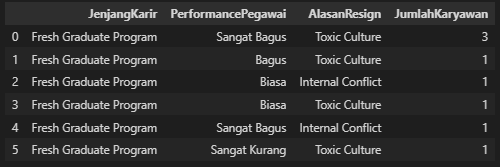 JenjangKarir PerformancePegawai AlasanResign JumlahKaryawan
0 Fresh Graduate Program Sangat Bagus Toxic Culture 3
1 Fresh Graduate Program Bagus Toxic Culture 1
2 Fresh Graduate Program Biasa Internal Conflict 1
3 Fresh Graduate Program Biasa Toxic Culture 1
4 Fresh Graduate Program Sangat Bagus Internal Conflict 1
5 Fresh Graduate Program Sangat Kurang Toxic Culture 1